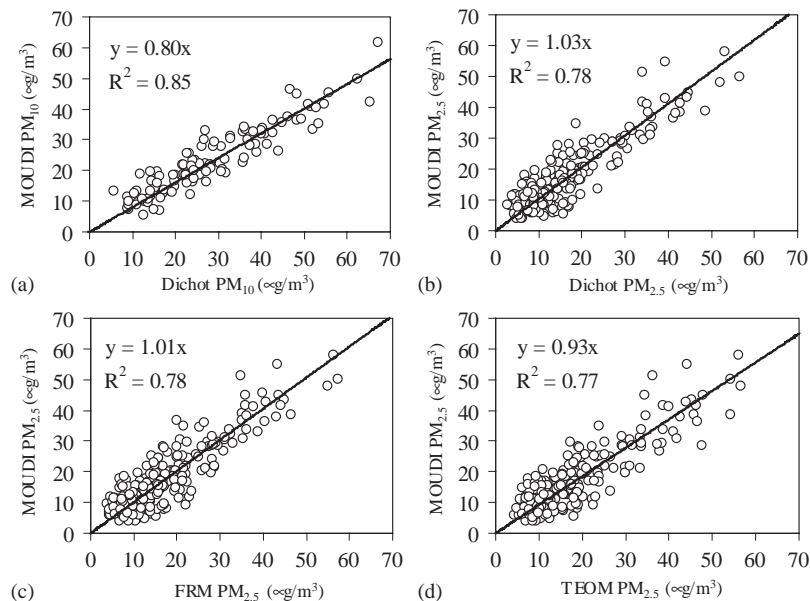 70
60
50
40
30
20
10
0
MOUDI PM10 (∝g/m3)
y = 0.80x
R2 = 0.85
0 10 20 30 40 50 60 70
(a) Dichot PM10 (∝g/m3)
70
60
50
40
30
20
10
0
MOUDI PM2.5 (∝g/m3)
y = 1.03x
R2 = 0.78
0 10 20 30 40 50 60 70
(b) Dichot PM2.5 (∝g/m3)
70
60
50
40
30
20
10
0
MOUDI PM2.5 (∝g/m3)
y = 1.01x
R2 = 0.78
0 10 20 30 40 50 60 70
(c) FRM PM2.5 (∝g/m3)
70
60
50
40
30
20
10
0
MOUDI PM2.5 (∝g/m3)
y = 0.93x
R2 = 0.77
0 10 20 30 40 50 60 70
(d) TEOM PM2.5 (∝g/m3)